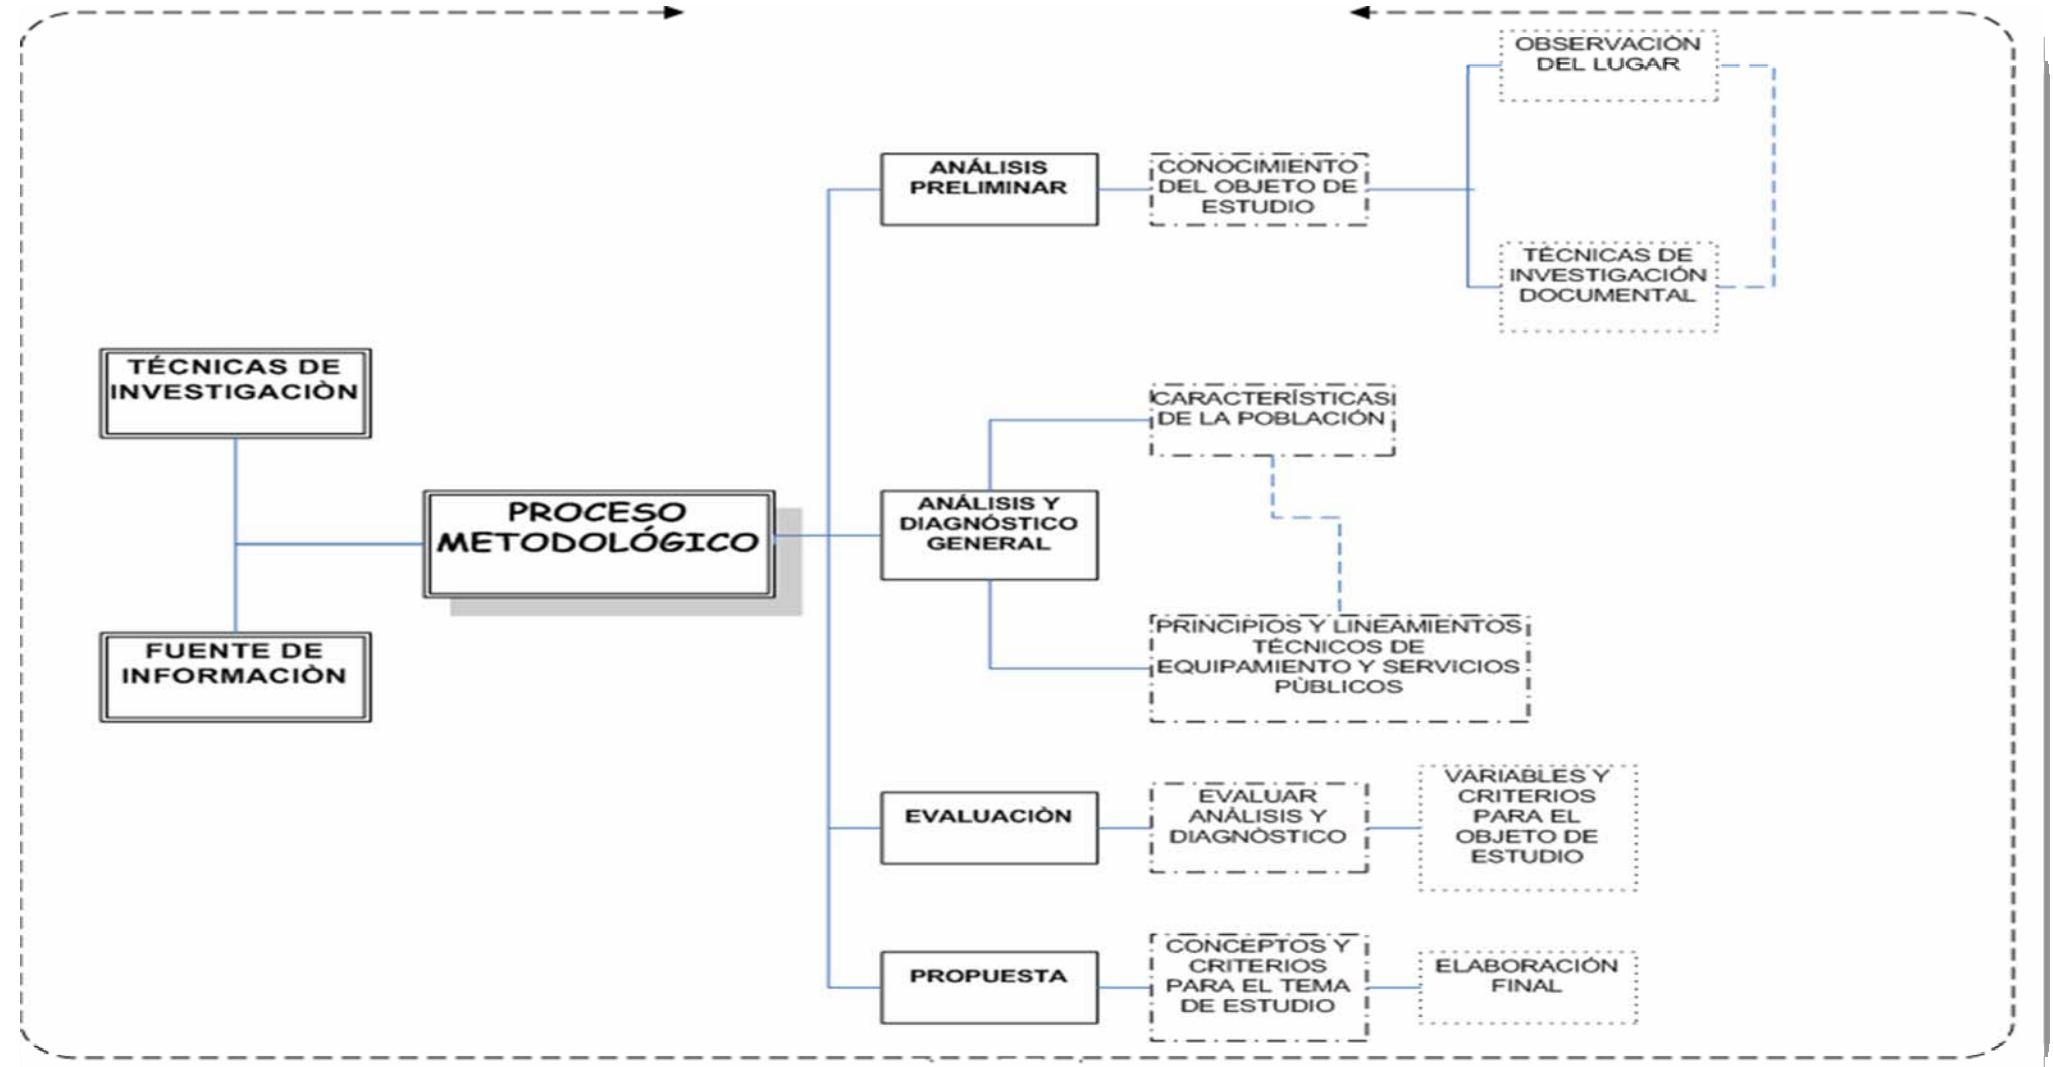 TÉCNICAS DE
INVESTIGACIÒN
FUENTE DE
INFORMACIÒN
PROCESO
METODOLÓGICO
ANÁLISIS
PRELIMINAR
CONOCIMIENTO
DEL OBJETO DE
ESTUDIO
OBSERVACIÓN
DEL LUGAR
TÉCNICAS DE
INVESTIGACIÓN
DOCUMENTAL
ANÁLISIS Y
DIAGNÓSTICO
GENERAL
CARACTERÍSTICAS
DE LA POBLACIÓN
PRINCIPIOS Y LINEAMIENTOS
TÉCNICOS DE
EQUIPAMIENTO Y SERVICIOS
PÙBLICOS
EVALUACIÒN
EVALUAR
ANÁLISIS Y
DIAGNÒSTICO
VARIABLES Y
CRITERIOS
PARA EL
OBJETO DE
ESTUDIO
PROPUESTA
CONCEPTOS Y
CRITERIOS
PARA EL TEMA
DE ESTUDIO
ELABORACIÓN
FINAL